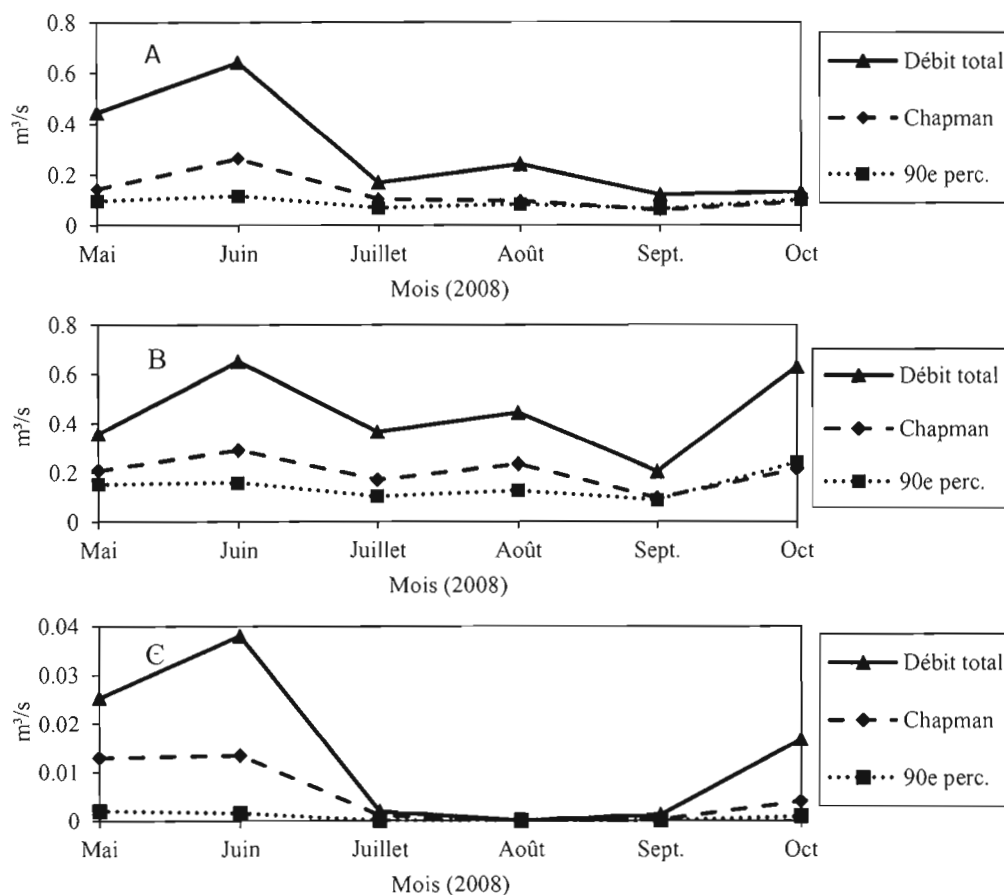 A
0.8
0.6
0.4
0.2
0
m³/s
Mai Juin Juillet Août Sept. Oct
Mois (2008)
Débit total
Chapman
90e perc.
B
0.8
0.6
0.4
0.2
0
m³/s
Mai Juin Juillet Août Sept. Oct
Mois (2008)
Débit total
Chapman
90e perc.
C
0.04
0.03
0.02
0.01
0
m³/s
Mai Juin Juillet Août Sept. Oct
Mois (2008)
Débit total
Chapman
90e perc.